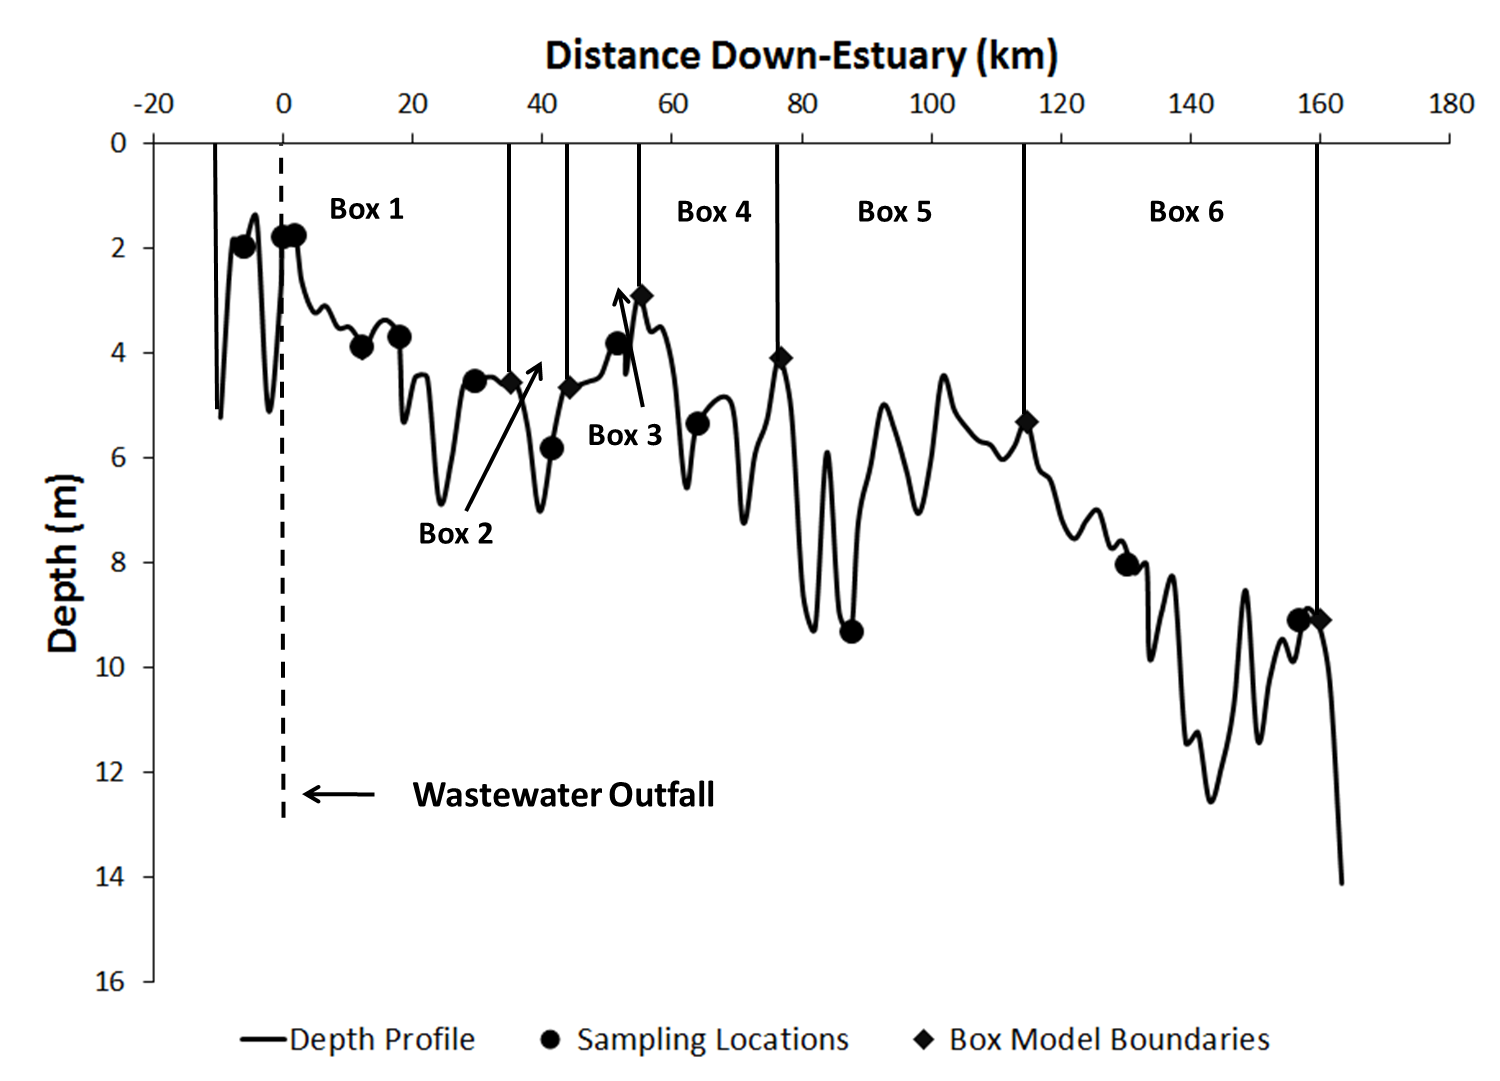 Distance Down-Estuary (km)
-20 0 20 40 60 80 100 120 140 160 180
0
2
4
6
8
10
12
14
16
Depth (m)
Box 1
Box 4
Box 5
Box 6
Box 3
Box 2
Wastewater Outfall
Depth Profile Sampling Locations Box Model Boundaries